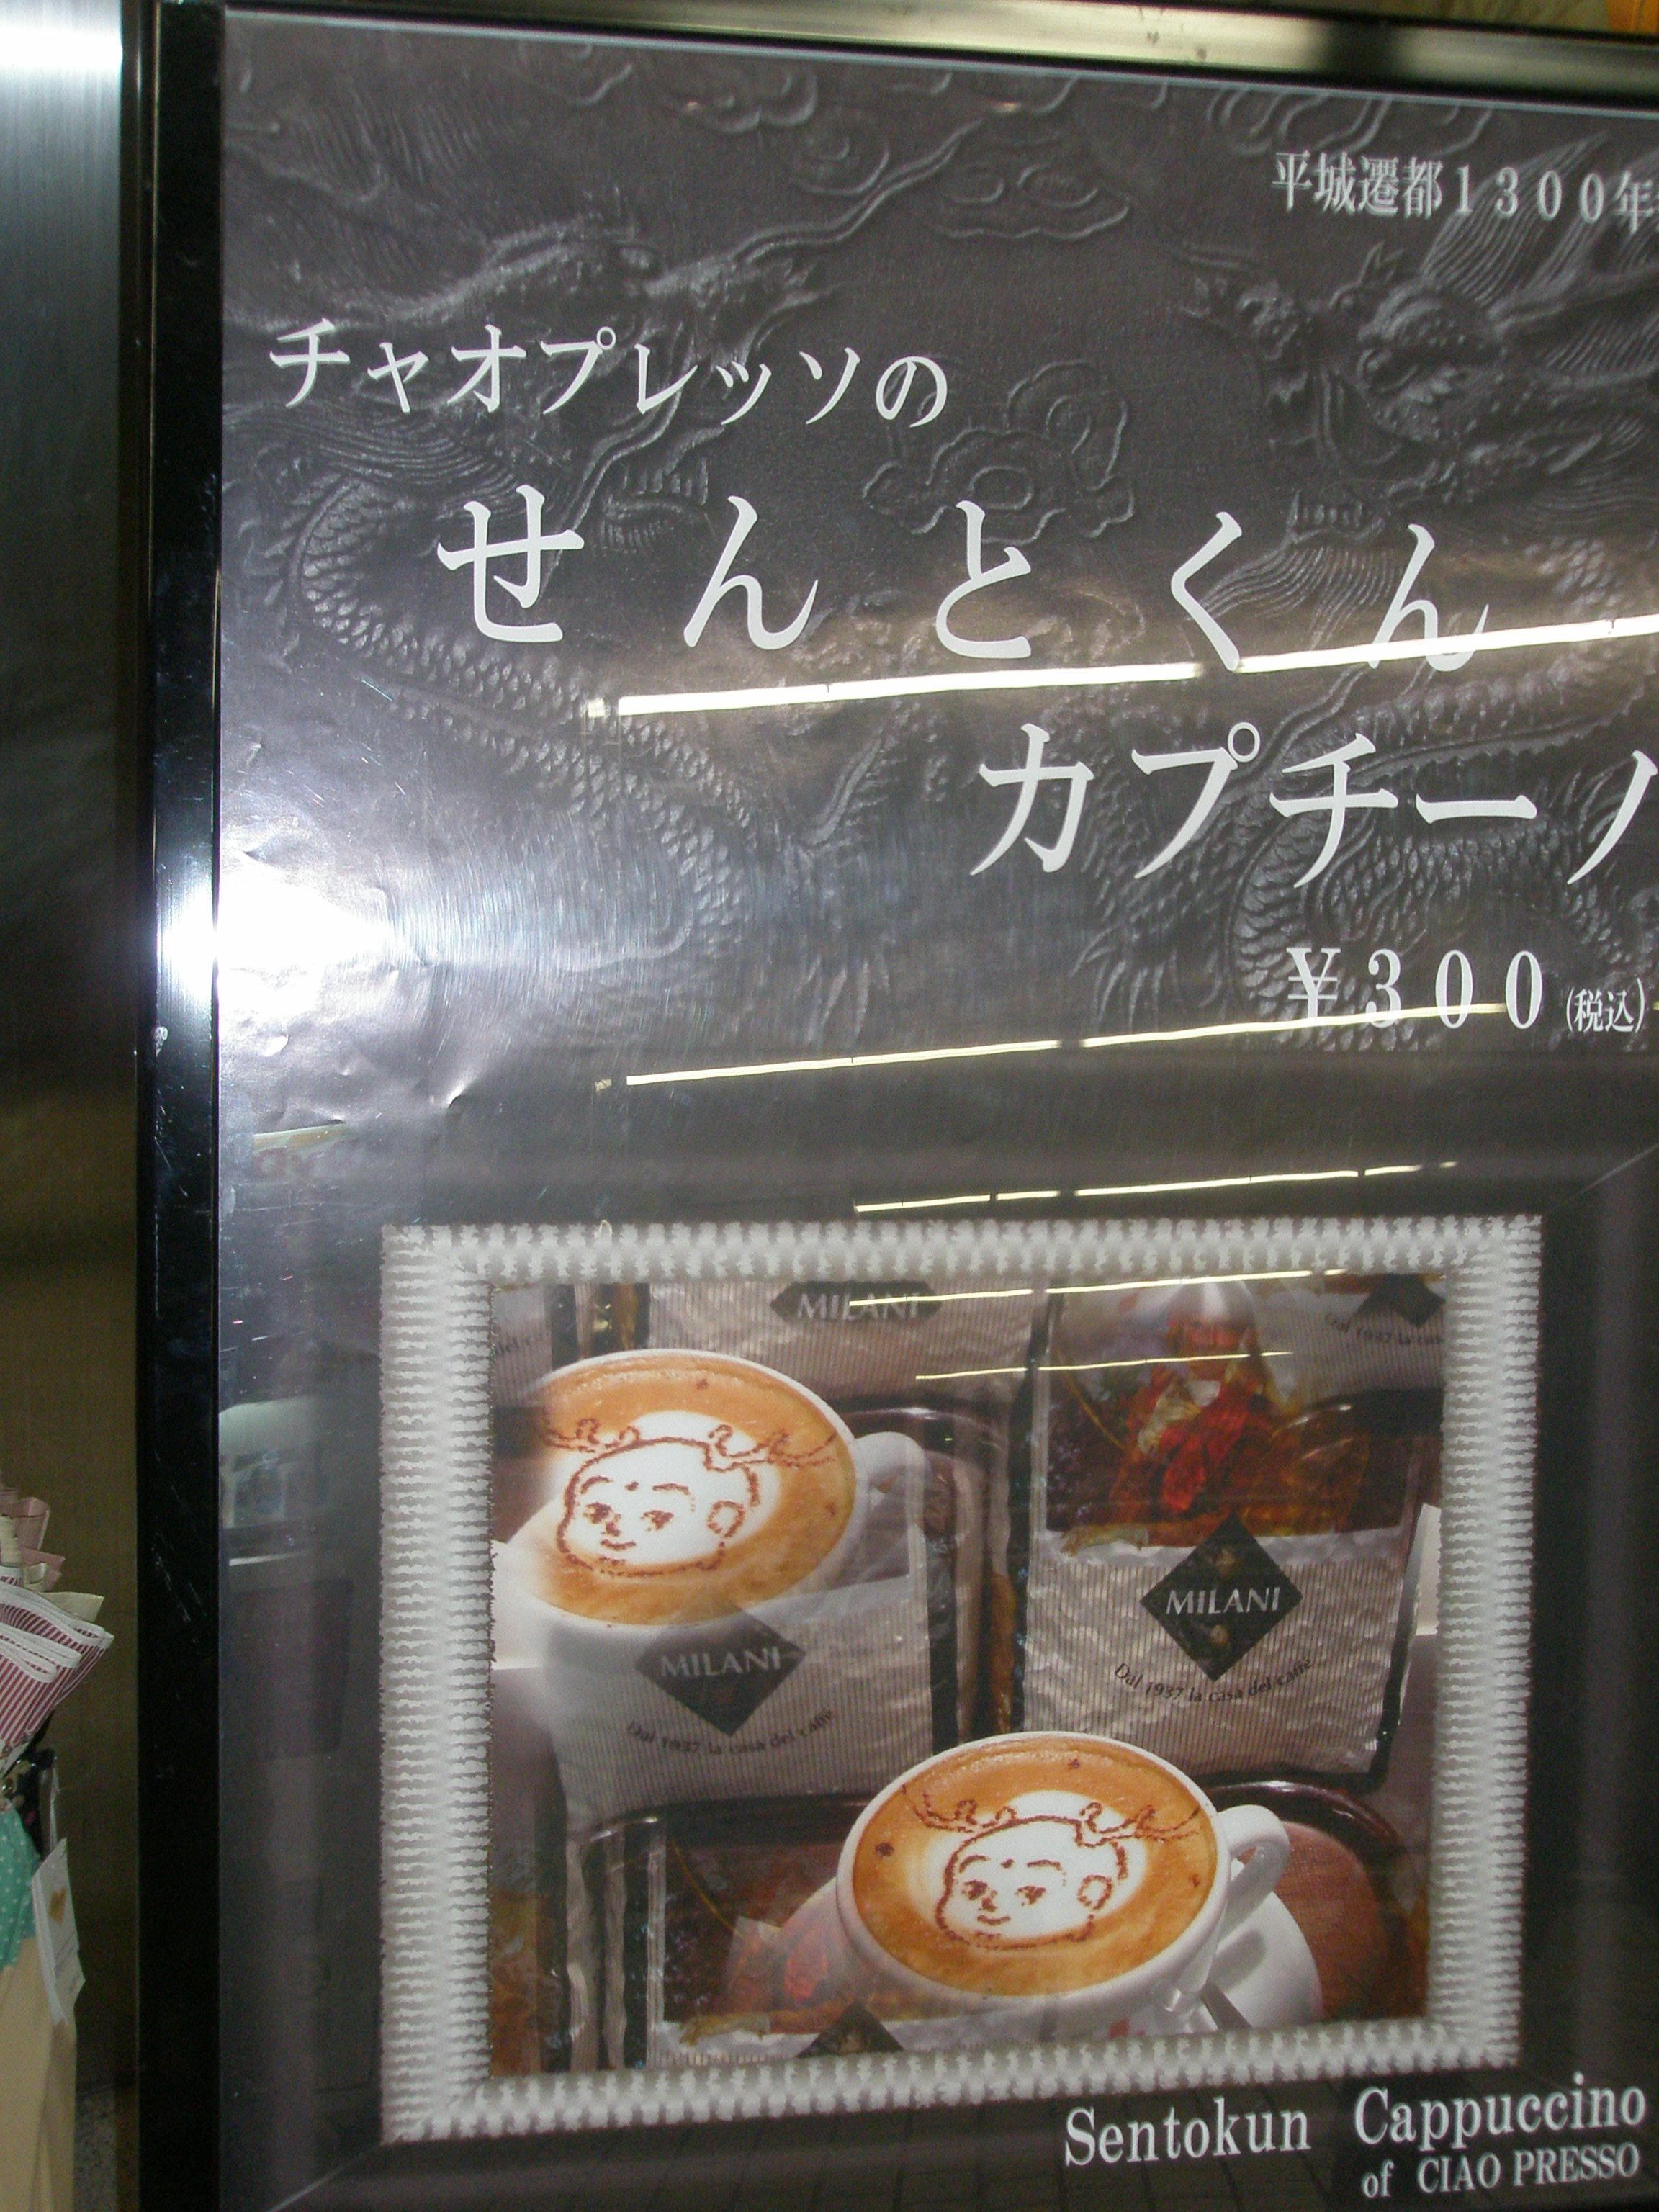 平城遷都1300年
チャオプレッソの
せんとくん
カプチーノ
¥300(税込)
MILANI
MILANI
Dal 1937 la casa del caffè
MILANI
Dal 1937 la casa del caffè
Sentokun Cappuccino
of CIAO PRESSO